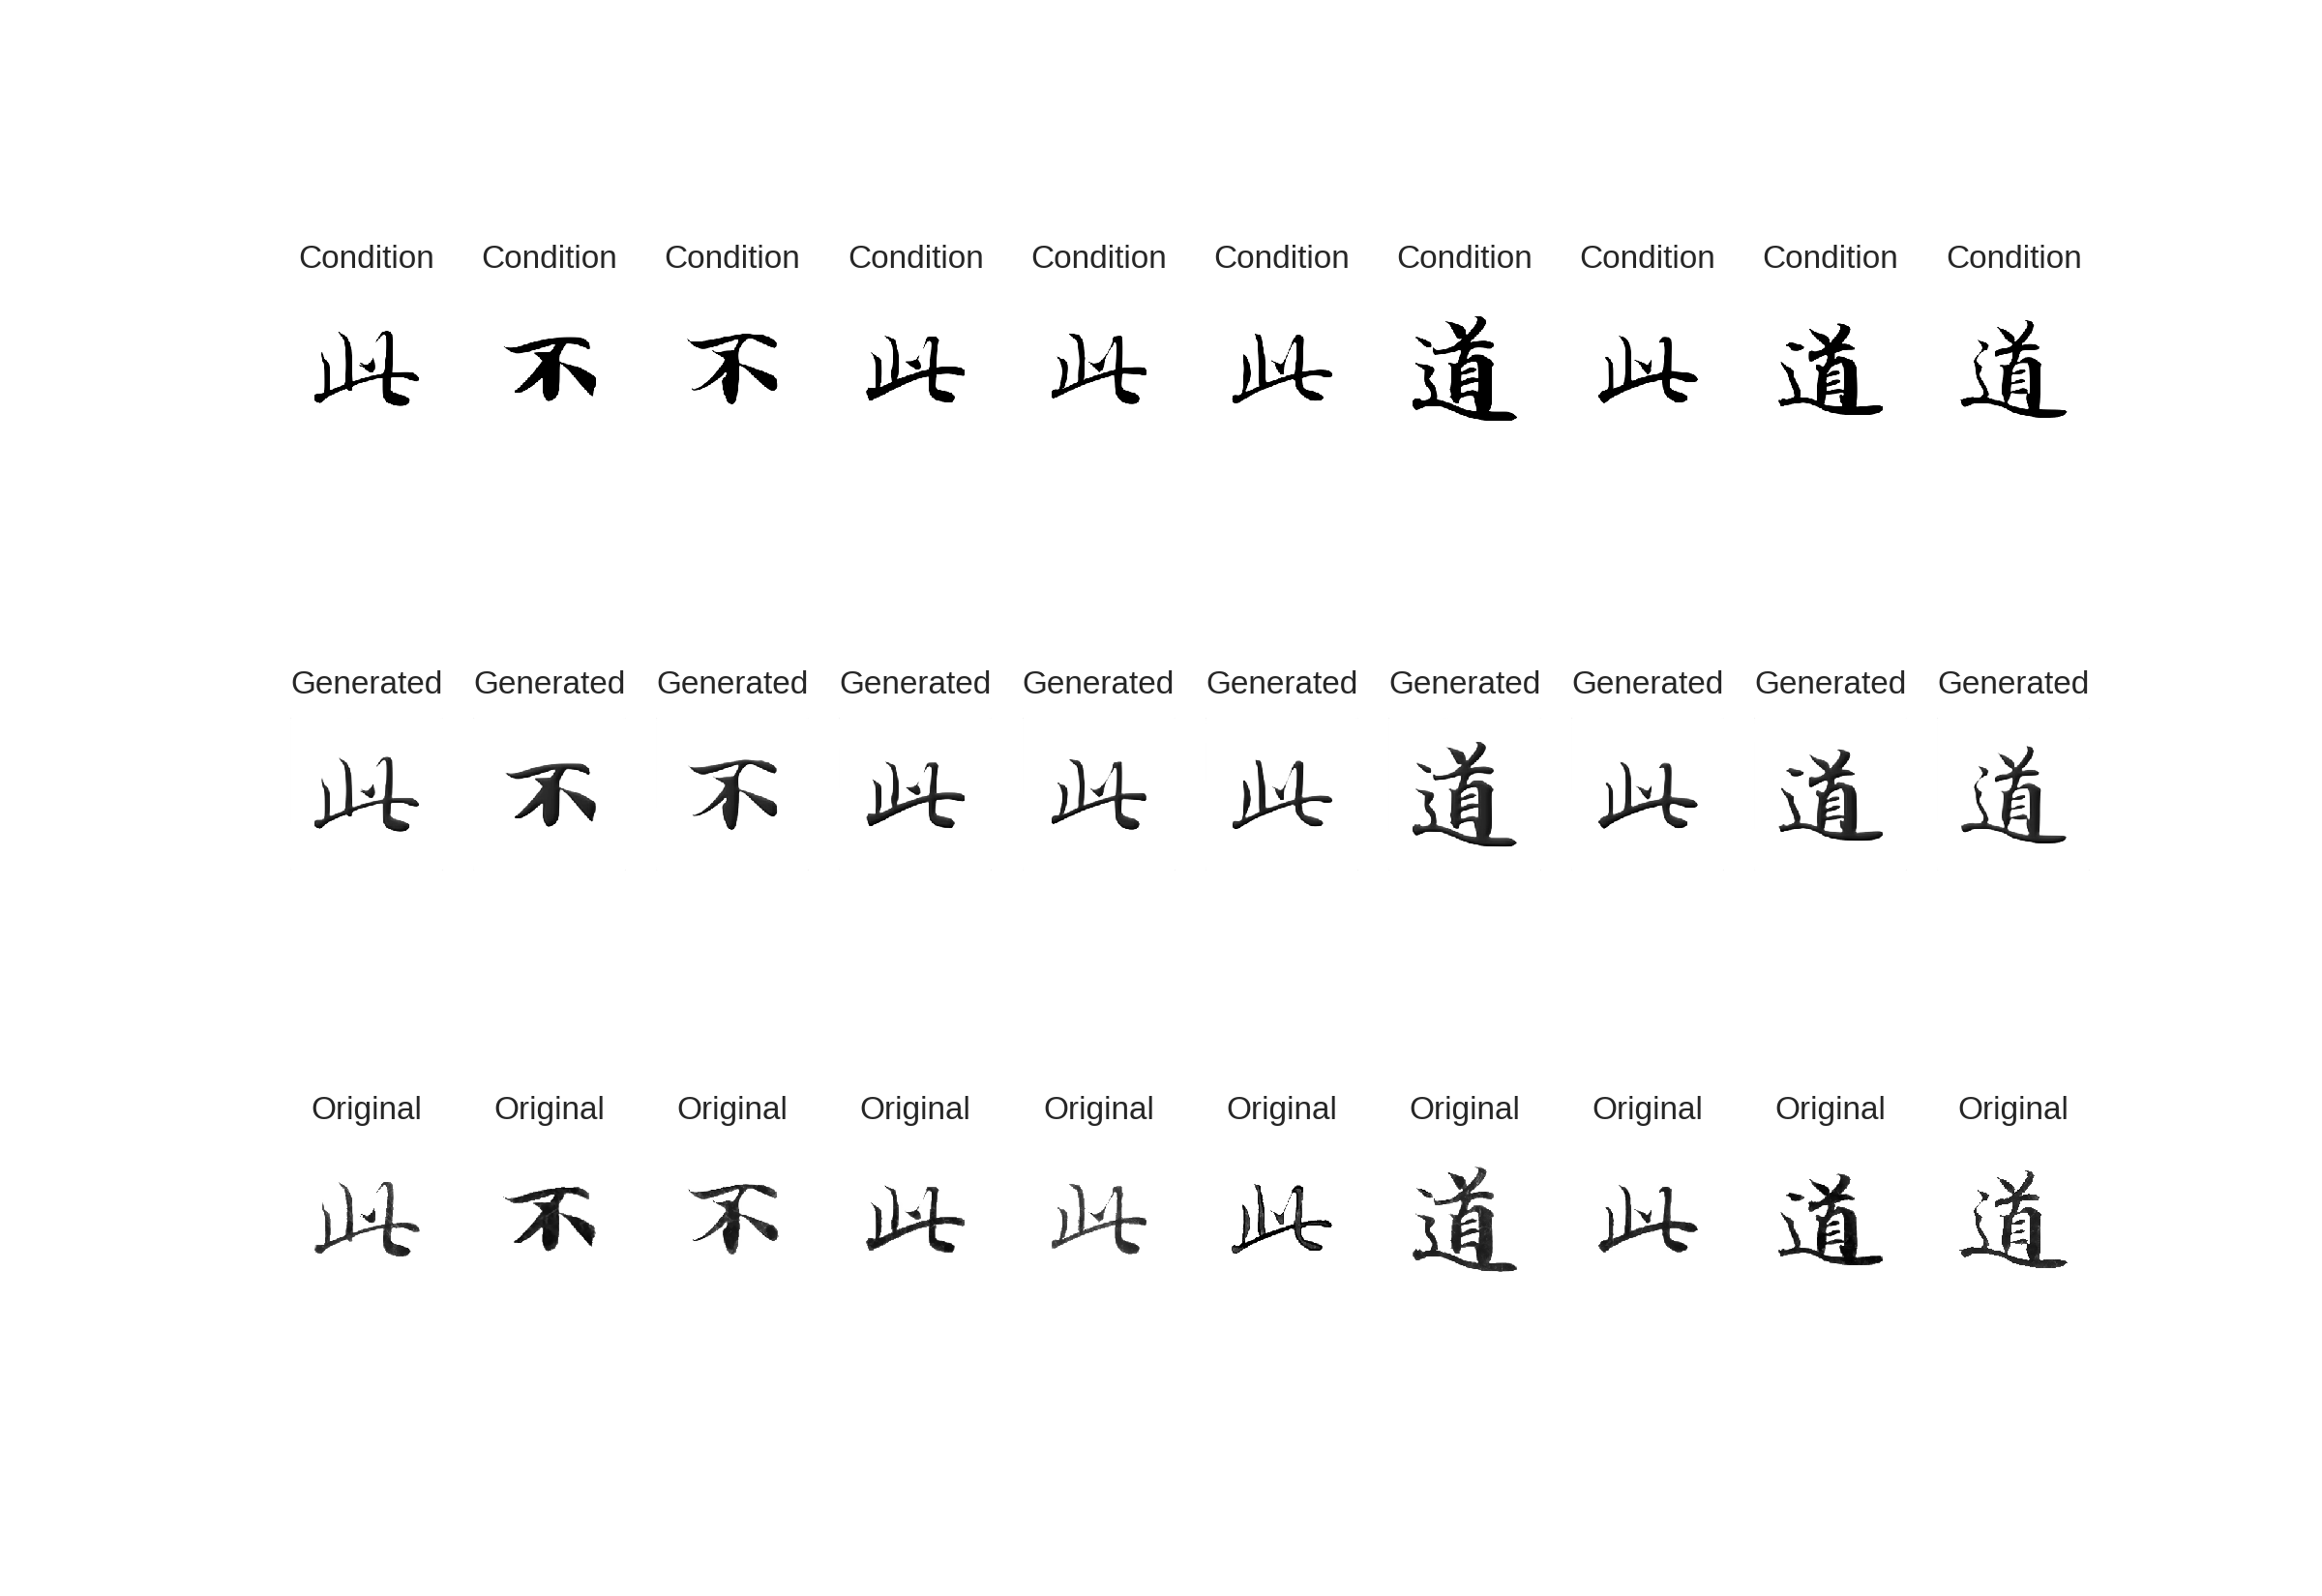 Condition Condition Condition Condition Condition Condition Condition Condition Condition Condition
此 不 不 此 此 此 道 此 道 道
Generated Generated Generated Generated Generated Generated Generated Generated Generated Generated
此 不 不 此 此 此 道 此 道 道
Original Original Original Original Original Original Original Original Original Original
此 不 不 此 此 此 道 此 道 道